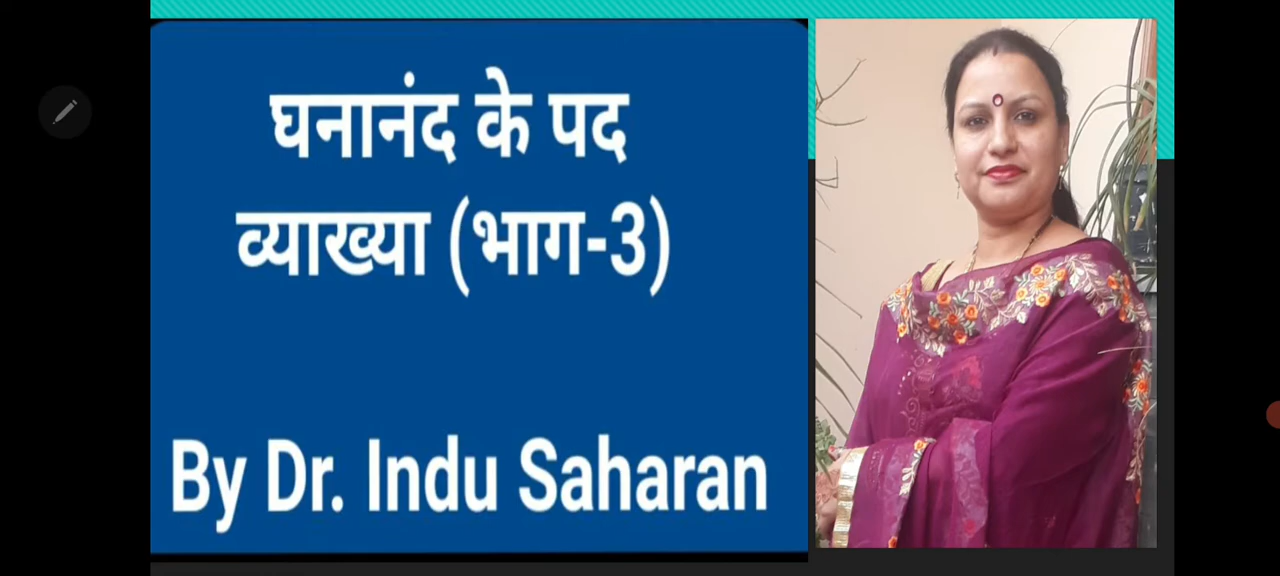 घनानंद के पद
व्याख्या (भाग-3)
By Dr. Indu Saharan